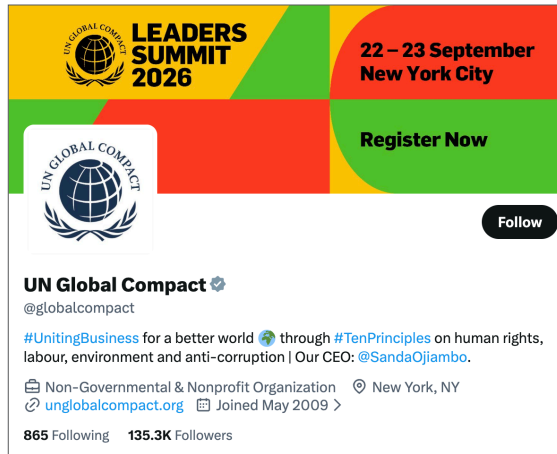 UN GLOBAL COMPACT
LEADERS
SUMMIT
2026
22 – 23 September
New York City
Register Now
UN GLOBAL COMPACT
Follow
UN Global Compact
@globalcompact
#UnitingBusiness for a better world 🌍 through #TenPrinciples on human rights,
labour, environment and anti-corruption | Our CEO: @SandaOjiambo.
Non-Governmental & Nonprofit Organization New York, NY
unglobalcompact.org Joined May 2009
865 Following 135.3K Followers